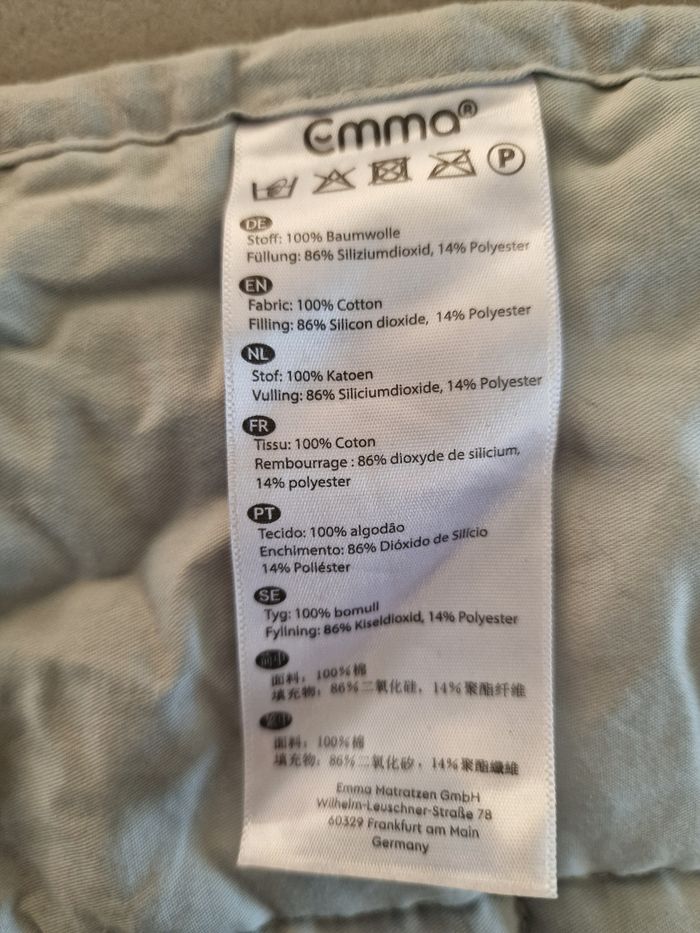 emma®
P
DE
Stoff: 100% Baumwolle
Füllung: 86% Siliziumdioxid, 14% Polyester
EN
Fabric: 100% Cotton
Filling: 86% Silicon dioxide, 14% Polyester
NL
Stof: 100% Katoen
Vulling: 86% Siliciumdioxide, 14% Polyester
FR
Tissu: 100% Coton
Rembourrage : 86% dioxyde de silicium,
14% polyester
PT
Tecido: 100% algodão
Enchimento: 86% Dióxido de Silício
14% Poliéster
SE
Tyg: 100% bomull
Fyllning: 86% Kiseldioxid, 14% Polyester
简中
面料：100%棉
填充物：86%二氧化硅，14%聚酯纤维
繁中
面料：100%棉
填充物：86%二氧化矽，14%聚酯纖維
Emma Matratzen GmbH
Wilhelm-Leuschner-Straße 78
60329 Frankfurt am Main
Germany